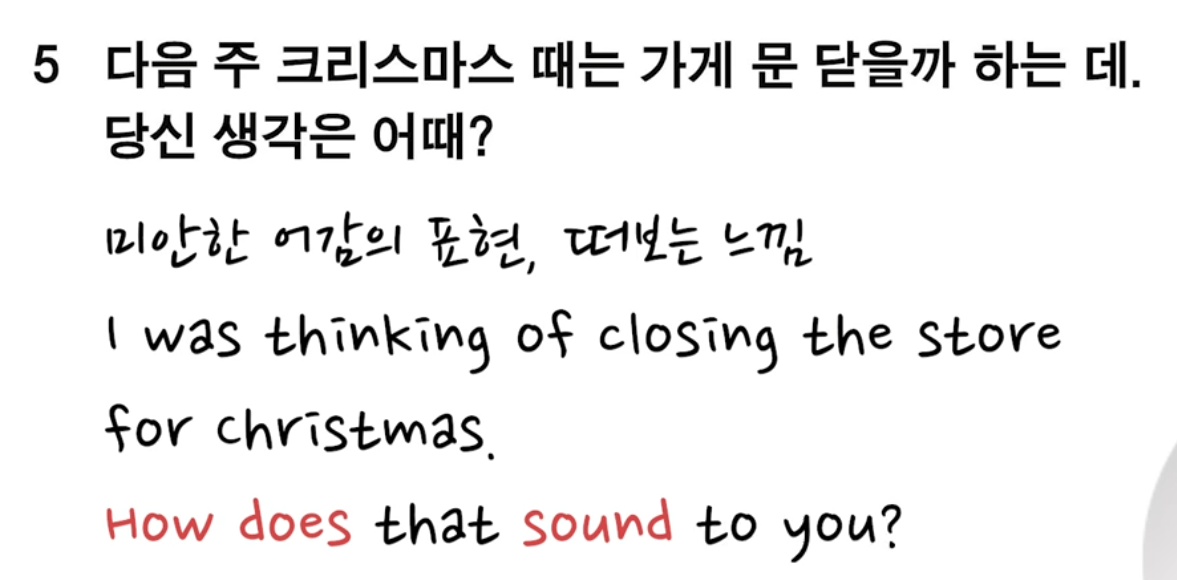 5 다음 주 크리스마스 때는 가게 문 닫을까 하는 데.
당신 생각은 어때?
미안한 어감의 표현, 떠보는 느낌
I was thinking of closing the store
for christmas.
How does that sound to you?